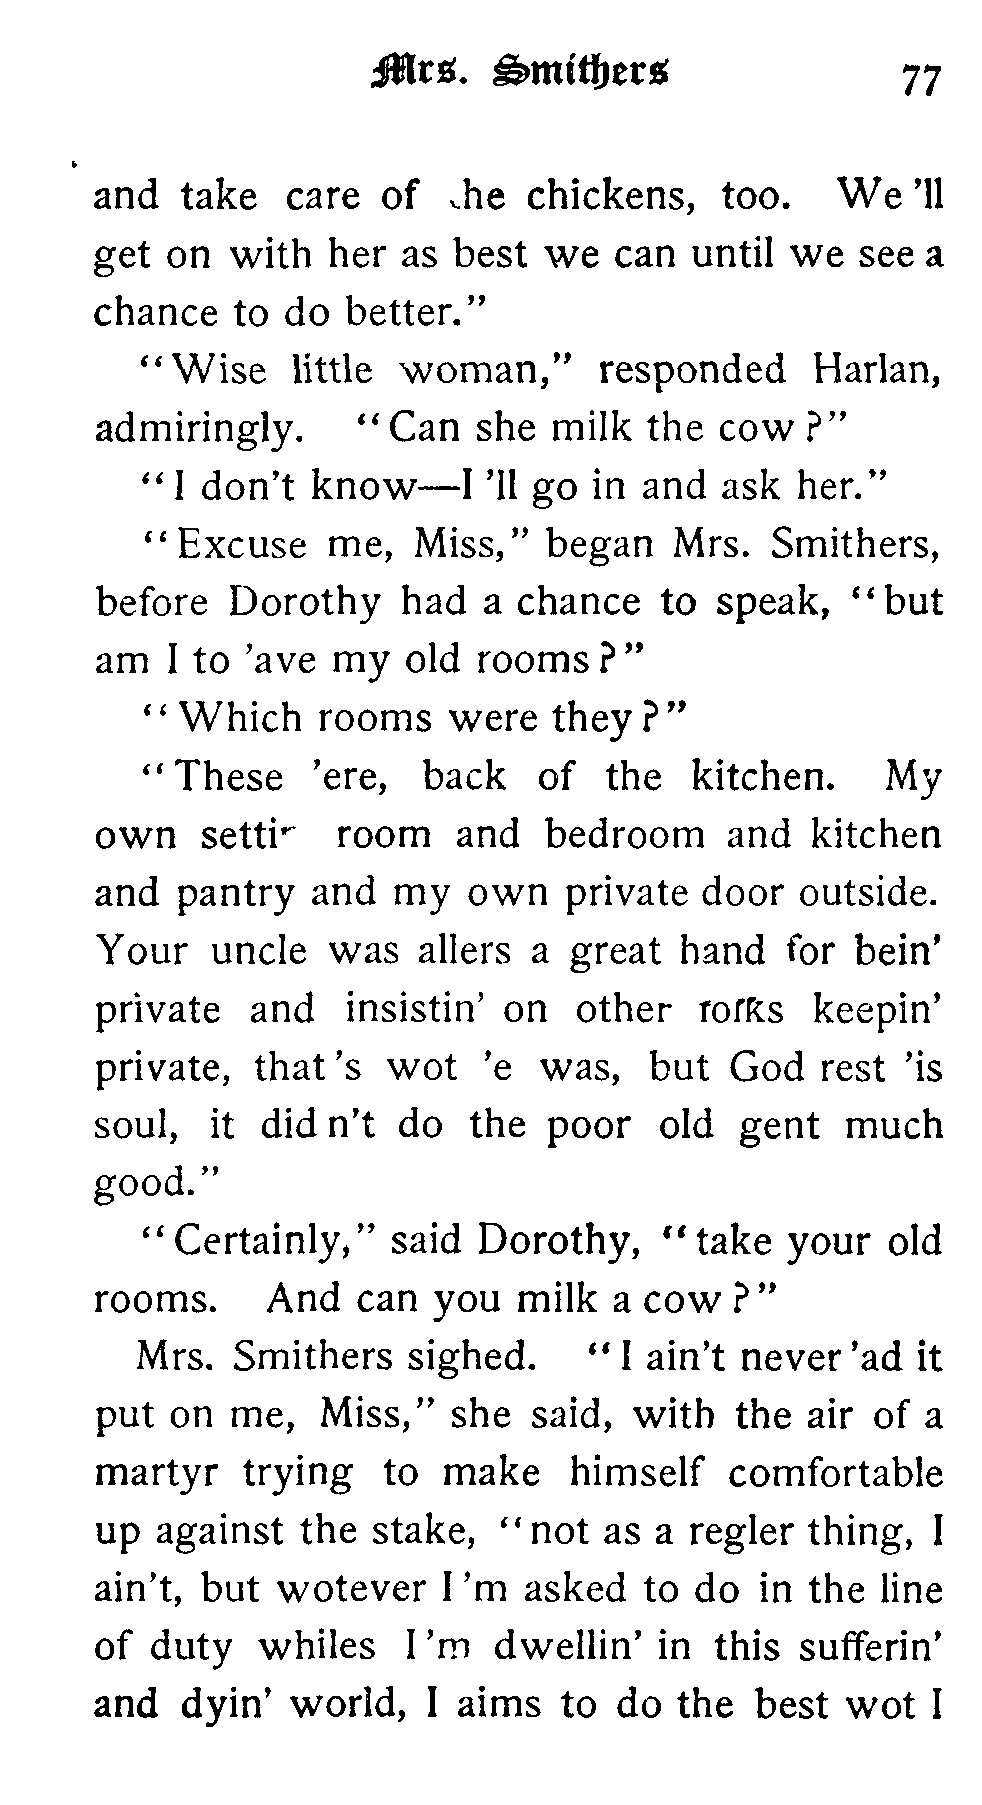 Mrs. Smithers 77
and take care of the chickens, too. We 'll
get on with her as best we can until we see a
chance to do better."
"Wise little woman," responded Harlan,
admiringly. "Can she milk the cow?"
"I don't know—I 'll go in and ask her."
"Excuse me, Miss," began Mrs. Smithers,
before Dorothy had a chance to speak, "but
am I to 'ave my old rooms?"
"Which rooms were they?"
"These 'ere, back of the kitchen. My
own room and bedroom and kitchen
and pantry and my own private door outside.
Your uncle was allers a great hand for bein'
private and insistin' on other folks keepin'
private, that 's wot 'e was, but God rest 'is
soul, it did n't do the poor old gent much
good."
"Certainly," said Dorothy, "take your old
rooms. And can you milk a cow?"
Mrs. Smithers sighed. "I ain't never 'ad it
put on me, Miss," she said, with the air of a
martyr trying to make himself comfortable
up against the stake, "not as a regler thing, I
ain't, but wotever I 'm asked to do in the line
of duty whiles I 'm dwellin' in this sufferin'
and dyin' world, I aims to do the best wot I